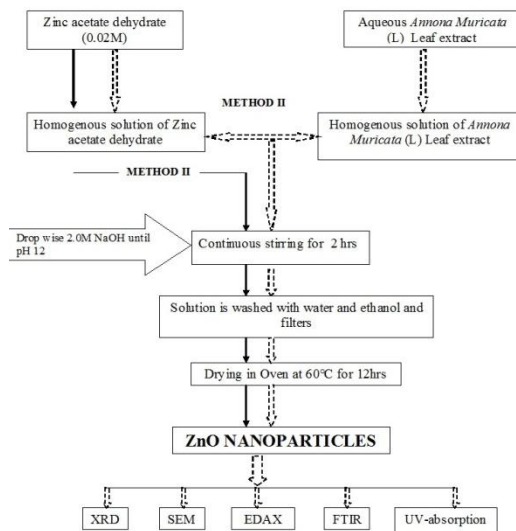 Zinc acetate dehydrate
(0.02M)
Aqueous Annona Muricata
(L) Leaf extract
METHOD II
Homogenous solution of Zinc
acetate dehydrate
Homogenous solution of Annona
Muricata (L) Leaf extract
METHOD II
Drop wise 2.0M NaOH until
pH 12
Continuous stirring for 2 hrs
Solution is washed with water and ethanol and
filters
Drying in Oven at 60°C for 12hrs
ZnO NANOPARTICLES
XRD
SEM
EDAX
FTIR
UV-absorption